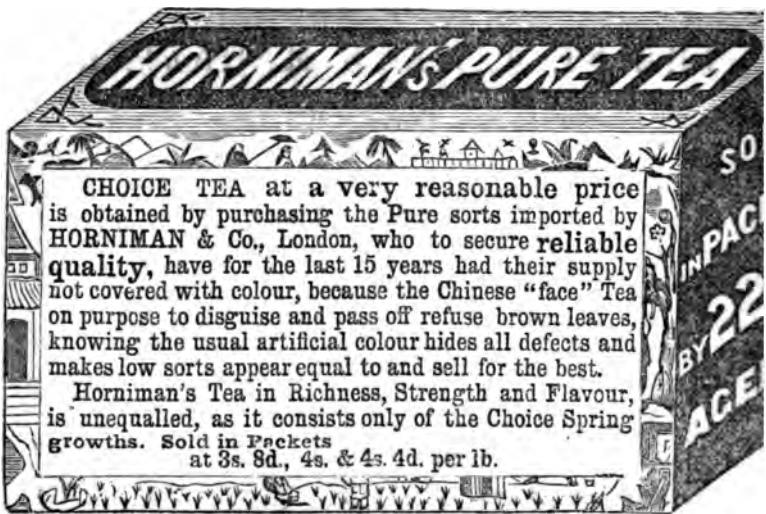 HORNIMAN'S PURE TEA
CHOICE TEA at a very reasonable price
is obtained by purchasing the Pure sorts imported by
HORNIMAN & Co., London, who to secure reliable
quality, have for the last 15 years had their supply
not covered with colour, because the Chinese “face” Tea
on purpose to disguise and pass off refuse brown leaves,
knowing the usual artificial colour hides all defects and
makes low sorts appear equal to and sell for the best.
Horniman's Tea in Richness, Strength and Flavour,
is unequalled, as it consists only of the Choice Spring
growths. Sold in Packets
at 3s. 8d., 4s. & 4s. 4d. per lb.
SO
IN PAC
BY 22
AGE